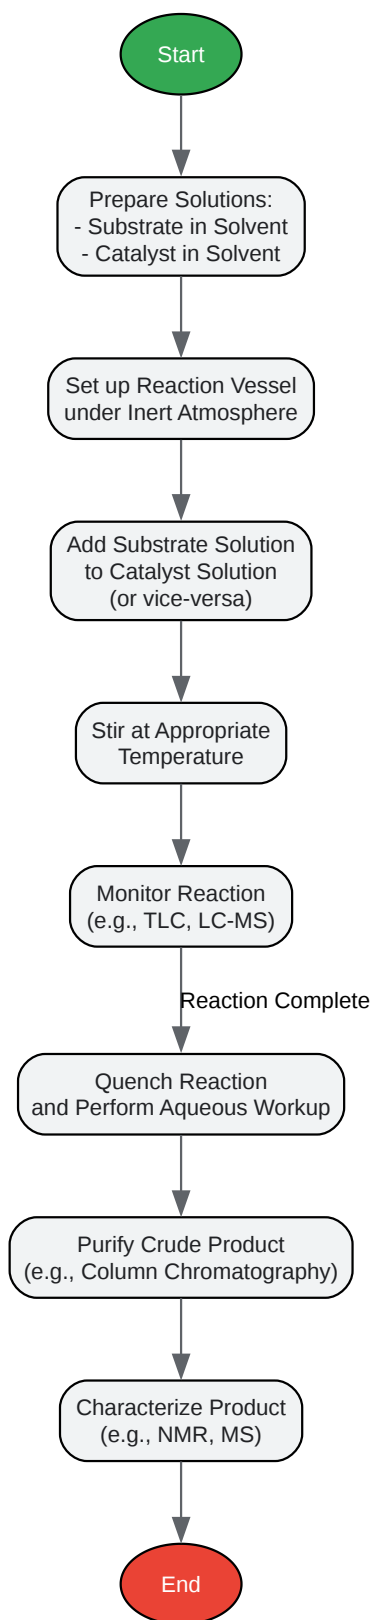 Start
Prepare Solutions:
- Substrate in Solvent
- Catalyst in Solvent
Set up Reaction Vessel
under Inert Atmosphere
Add Substrate Solution
to Catalyst Solution
(or vice-versa)
Stir at Appropriate
Temperature
Monitor Reaction
(e.g., TLC, LC-MS)
Reaction Complete
Quench Reaction
and Perform Aqueous Workup
Purify Crude Product
(e.g., Column Chromatography)
Characterize Product
(e.g., NMR, MS)
End